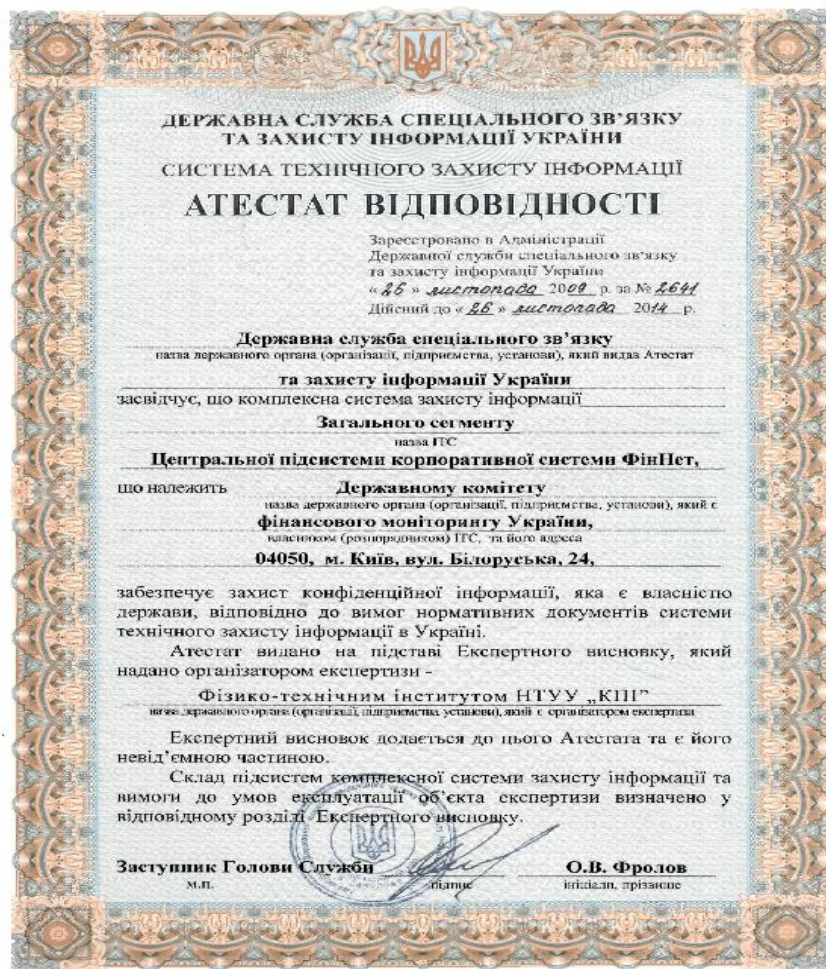 ДЕРЖАВНА СЛУЖБА СПЕЦІАЛЬНОГО ЗВ'ЯЗКУ
ТА ЗАХИСТУ ІНФОРМАЦІЇ УКРАЇНИ
СИСТЕМА ТЕХНІЧНОГО ЗАХИСТУ ІНФОРМАЦІЇ
АТЕСТАТ ВІДПОВІДНОСТІ
Зареєстровано в Адміністрації
Державної служби спеціального зв'язку
та захисту інформації України
« 26 » листопада 2009 р. за № 2641
Дійсний до « 26 » листопада 2014 р.
Державна служба спеціального зв'язку
назва державного органа (організації, підприємства, установи), який видав Атестат
та захисту інформації України
засвідчує, що комплексна система захисту інформації
Загального сегменту
назва ІТС
Центральної підсистеми корпоративної системи ФінНет,
що належить Державному комітету
назва державного органа (організації, підприємства, установи), який є
фінансового моніторингу України,
власником (розпорядником) ІТС, та його адреса
04050, м. Київ, вул. Білоруська, 24,
забезпечує захист конфіденційної інформації, яка є власністю
держави, відповідно до вимог нормативних документів системи
технічного захисту інформації в Україні.
Атестат видано на підставі Експертного висновку, який
надано організатором експертизи -
Фізико-технічним інститутом НТУУ „КПІ"
назва державного органа (організації, підприємства, установи), який є організатором експертизи
Експертний висновок додається до цього Атестата та є його
невід'ємною частиною.
Склад підсистем комплексної системи захисту інформації та
вимоги до умов експлуатації об'єкта експертизи визначено у
відповідному розділі Експертного висновку.
Заступник Голови Служби О.В. Фролов
м.п. підпис ініціали, прізвище